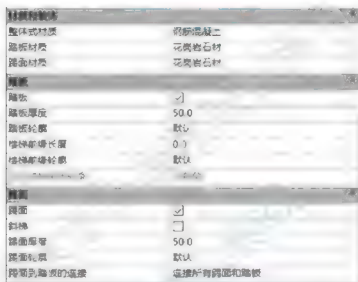 材质和装饰
整体式材质 钢筋混凝土
踏板材质 花岗岩石材
踢面材质 花岗岩石材
踏板
踏板 ☑
踏板厚度 50.0
踏板轮廓 默认
楼梯前缘长度 0.0
楼梯前缘轮廓 默认
踢面
踢面 ☑
斜梯 ☐
踢面厚度 50.0
踢面轮廓 默认
踢面到踏板的连接 连接所有踢面和踏板